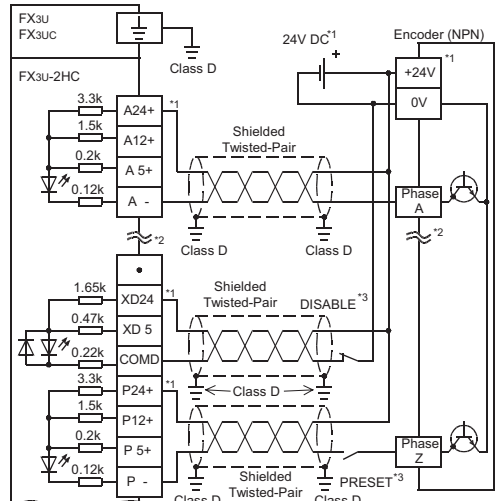 FX3U
FX3UC
24V DC*1
+
Encoder (NPN)
Class D
+24V
*1
0V
FX3U-2HC
3.3k
A24+
*1
1.5k
A12+
0.2k
A 5+
0.12k
A -
Shielded
Twisted-Pair
Class D
Class D
Phase
A
*2
*2
1.65k
XD24
*1
0.47k
XD 5
0.22k
COMD
Shielded
Twisted-Pair
DISABLE*3
Class D
3.3k
P24+
*1
1.5k
P12+
0.2k
P 5+
0.12k
P -
Phase
Z
PRESET*3
Shielded
Twisted-Pair
Class D
Class D